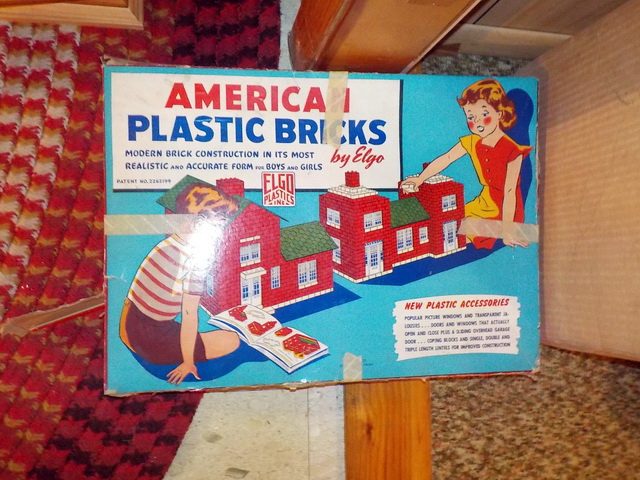 AMERICAN
PLASTIC BRICKS
by Elgo
MODERN BRICK CONSTRUCTION IN ITS MOST
REALISTIC AND ACCURATE FORM FOR BOYS AND GIRLS
PATENT NO. 2262199
ELGO
PLASTICS
INC
NEW PLASTIC ACCESSORIES
POPULAR PICTURE WINDOWS AND TRANSPARENT JA-
LOUSIES . . . DOORS AND WINDOWS THAT ACTUALLY
OPEN AND CLOSE PLUS A SLIDING OVERHEAD GARAGE
DOOR . . . COPING BLOCKS AND SINGLE, DOUBLE AND
TRIPLE LENGTH LINTELS FOR IMPROVED CONSTRUCTION